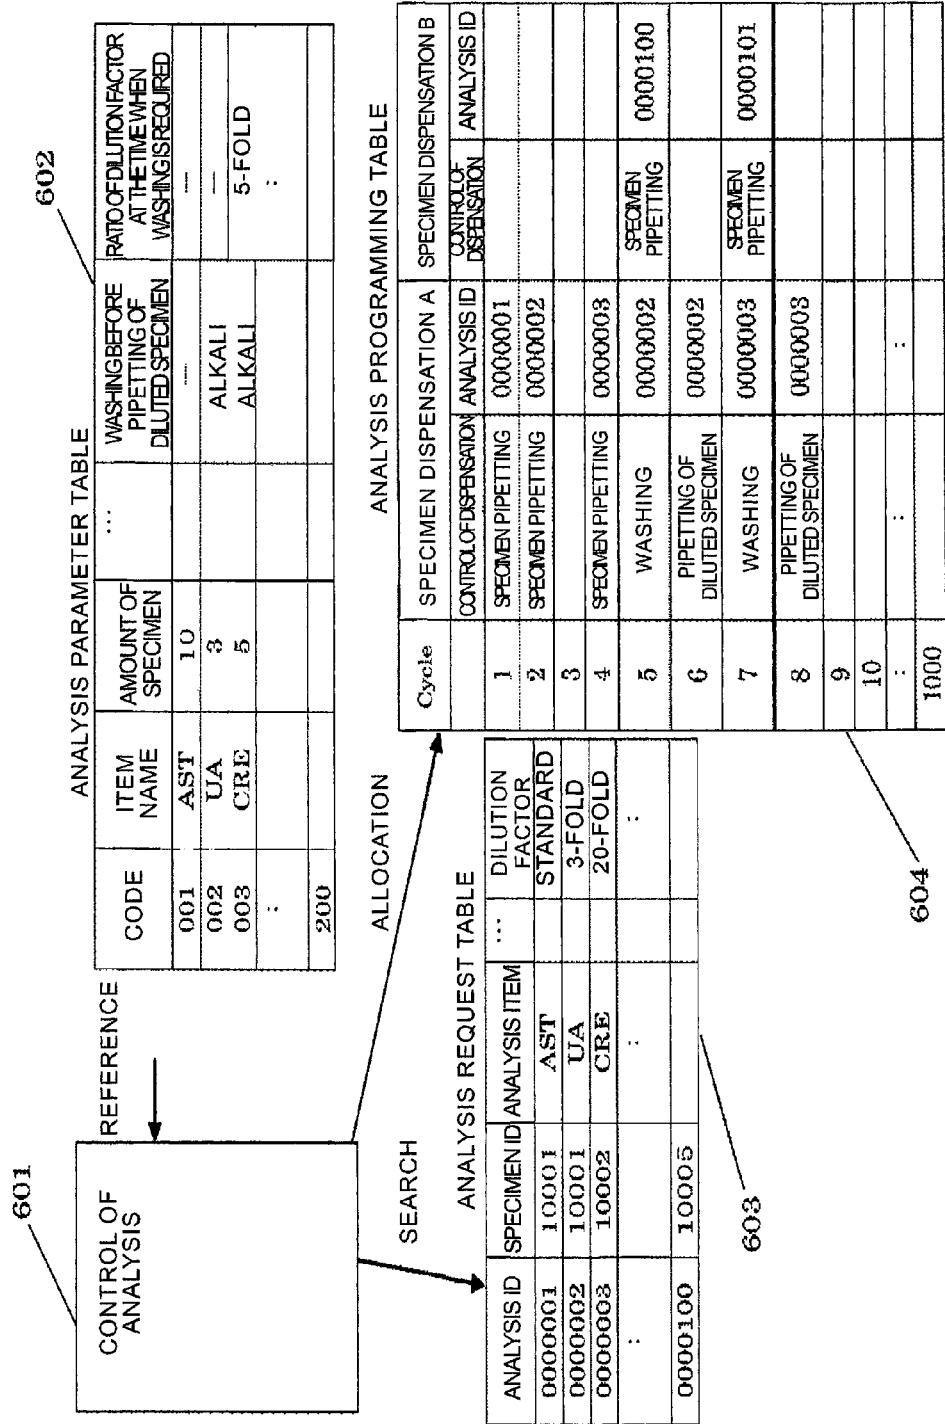 601
CONTROL OF
ANALYSIS
REFERENCE
SEARCH
ALLOCATION
602
ANALYSIS PARAMETER TABLE
CODE ITEM NAME AMOUNT OF SPECIMEN ... WASHING BEFORE PIPETTING OF DILUTED SPECIMEN RATIO OF DILUTION FACTOR AT THE TIME WHEN WASHING IS REQUIRED
001 AST 10 — —
002 UA 3 ALKALI —
003 CRE 5 ALKALI 5-FOLD
: :
200
ANALYSIS REQUEST TABLE
ANALYSIS ID SPECIMEN ID ANALYSIS ITEM ... DILUTION FACTOR
0000001 10001 AST STANDARD
0000002 10001 UA 3-FOLD
0000003 10002 CRE 20-FOLD
: : :
0000100 10005
603
ANALYSIS PROGRAMMING TABLE
Cycle SPECIMEN DISPENSATION A SPECIMEN DISPENSATION B
CONTROL OF DISPENSATION ANALYSIS ID CONTROL OF DISPENSATION ANALYSIS ID
1 SPECIMEN PIPETTING 0000001
2 SPECIMEN PIPETTING 0000002
3
4 SPECIMEN PIPETTING 0000003
5 WASHING 0000002 SPECIMEN PIPETTING 0000100
6 PIPETTING OF DILUTED SPECIMEN 0000002
7 WASHING 0000003 SPECIMEN PIPETTING 0000101
8 PIPETTING OF DILUTED SPECIMEN 0000003
9
10
: : :
1000
604